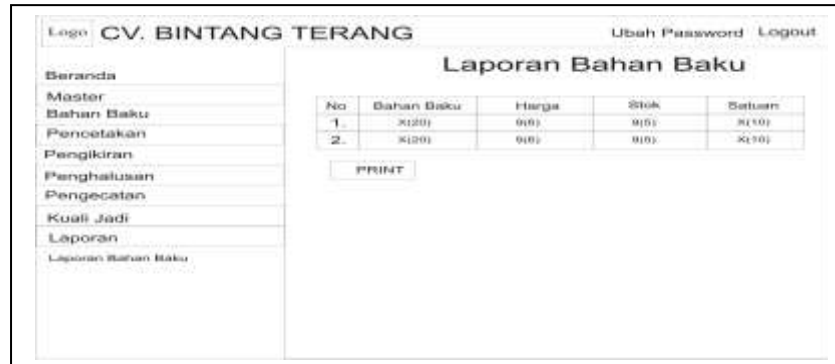 Logo CV. BINTANG TERANG Ubah Password Logout
Beranda
Master
Bahan Baku
Pencetakan
Pengikiran
Penghalusan
Pengecatan
Kuali Jadi
Laporan
Laporan Bahan Baku
Laporan Bahan Baku
No Bahan Baku Harga Stok Satuan
1. X(20) 9(6) 9(5) X(10)
2. X(20) 9(6) 9(5) X(10)
PRINT